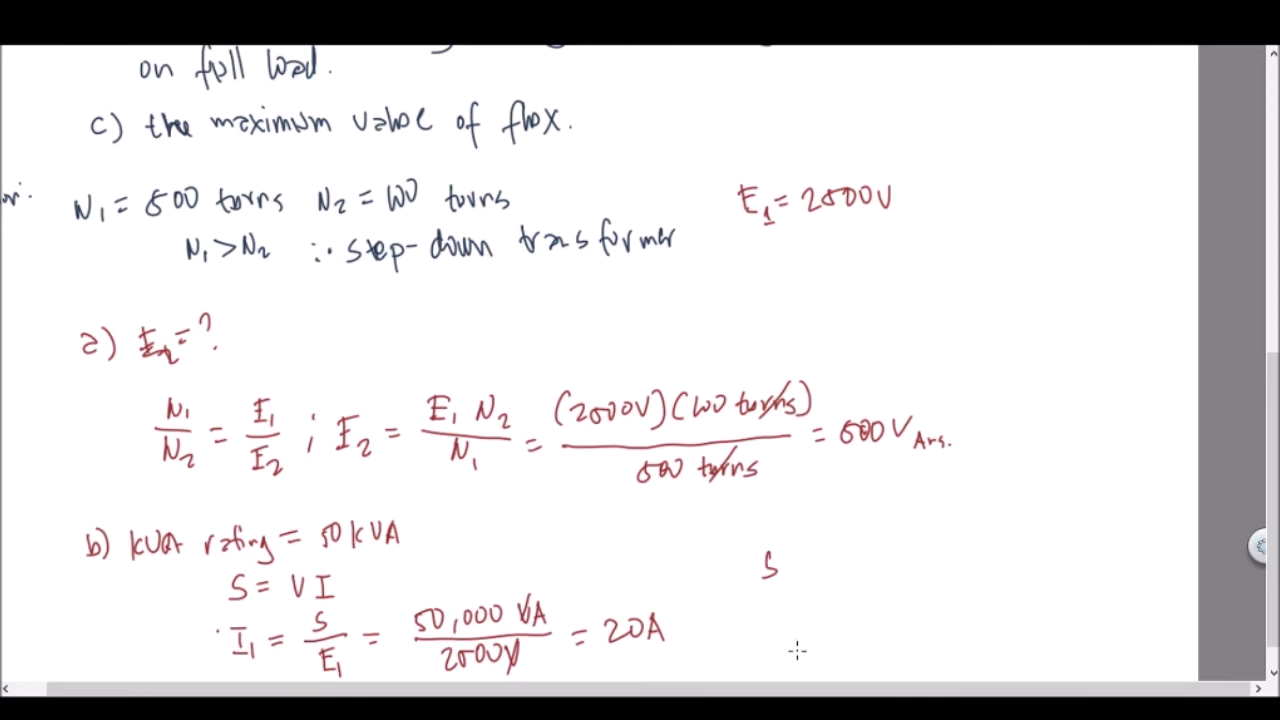 on full load.
c) the maximum value of flux.
N₁ = 500 turns N₂ = 100 turns E₁ = 2500V
N₁ > N₂ ∴ step-down transformer
a) E₂ = ?
N₁/N₂ = E₁/E₂ ; E₂ = E₁ N₂/N₁ = (2500V)(100 turns)/500 turns = 500 V Ans.
b) kVA rating = 50 kVA
S = VI S
I₁ = S/E₁ = 50,000 VA/2500V = 20A